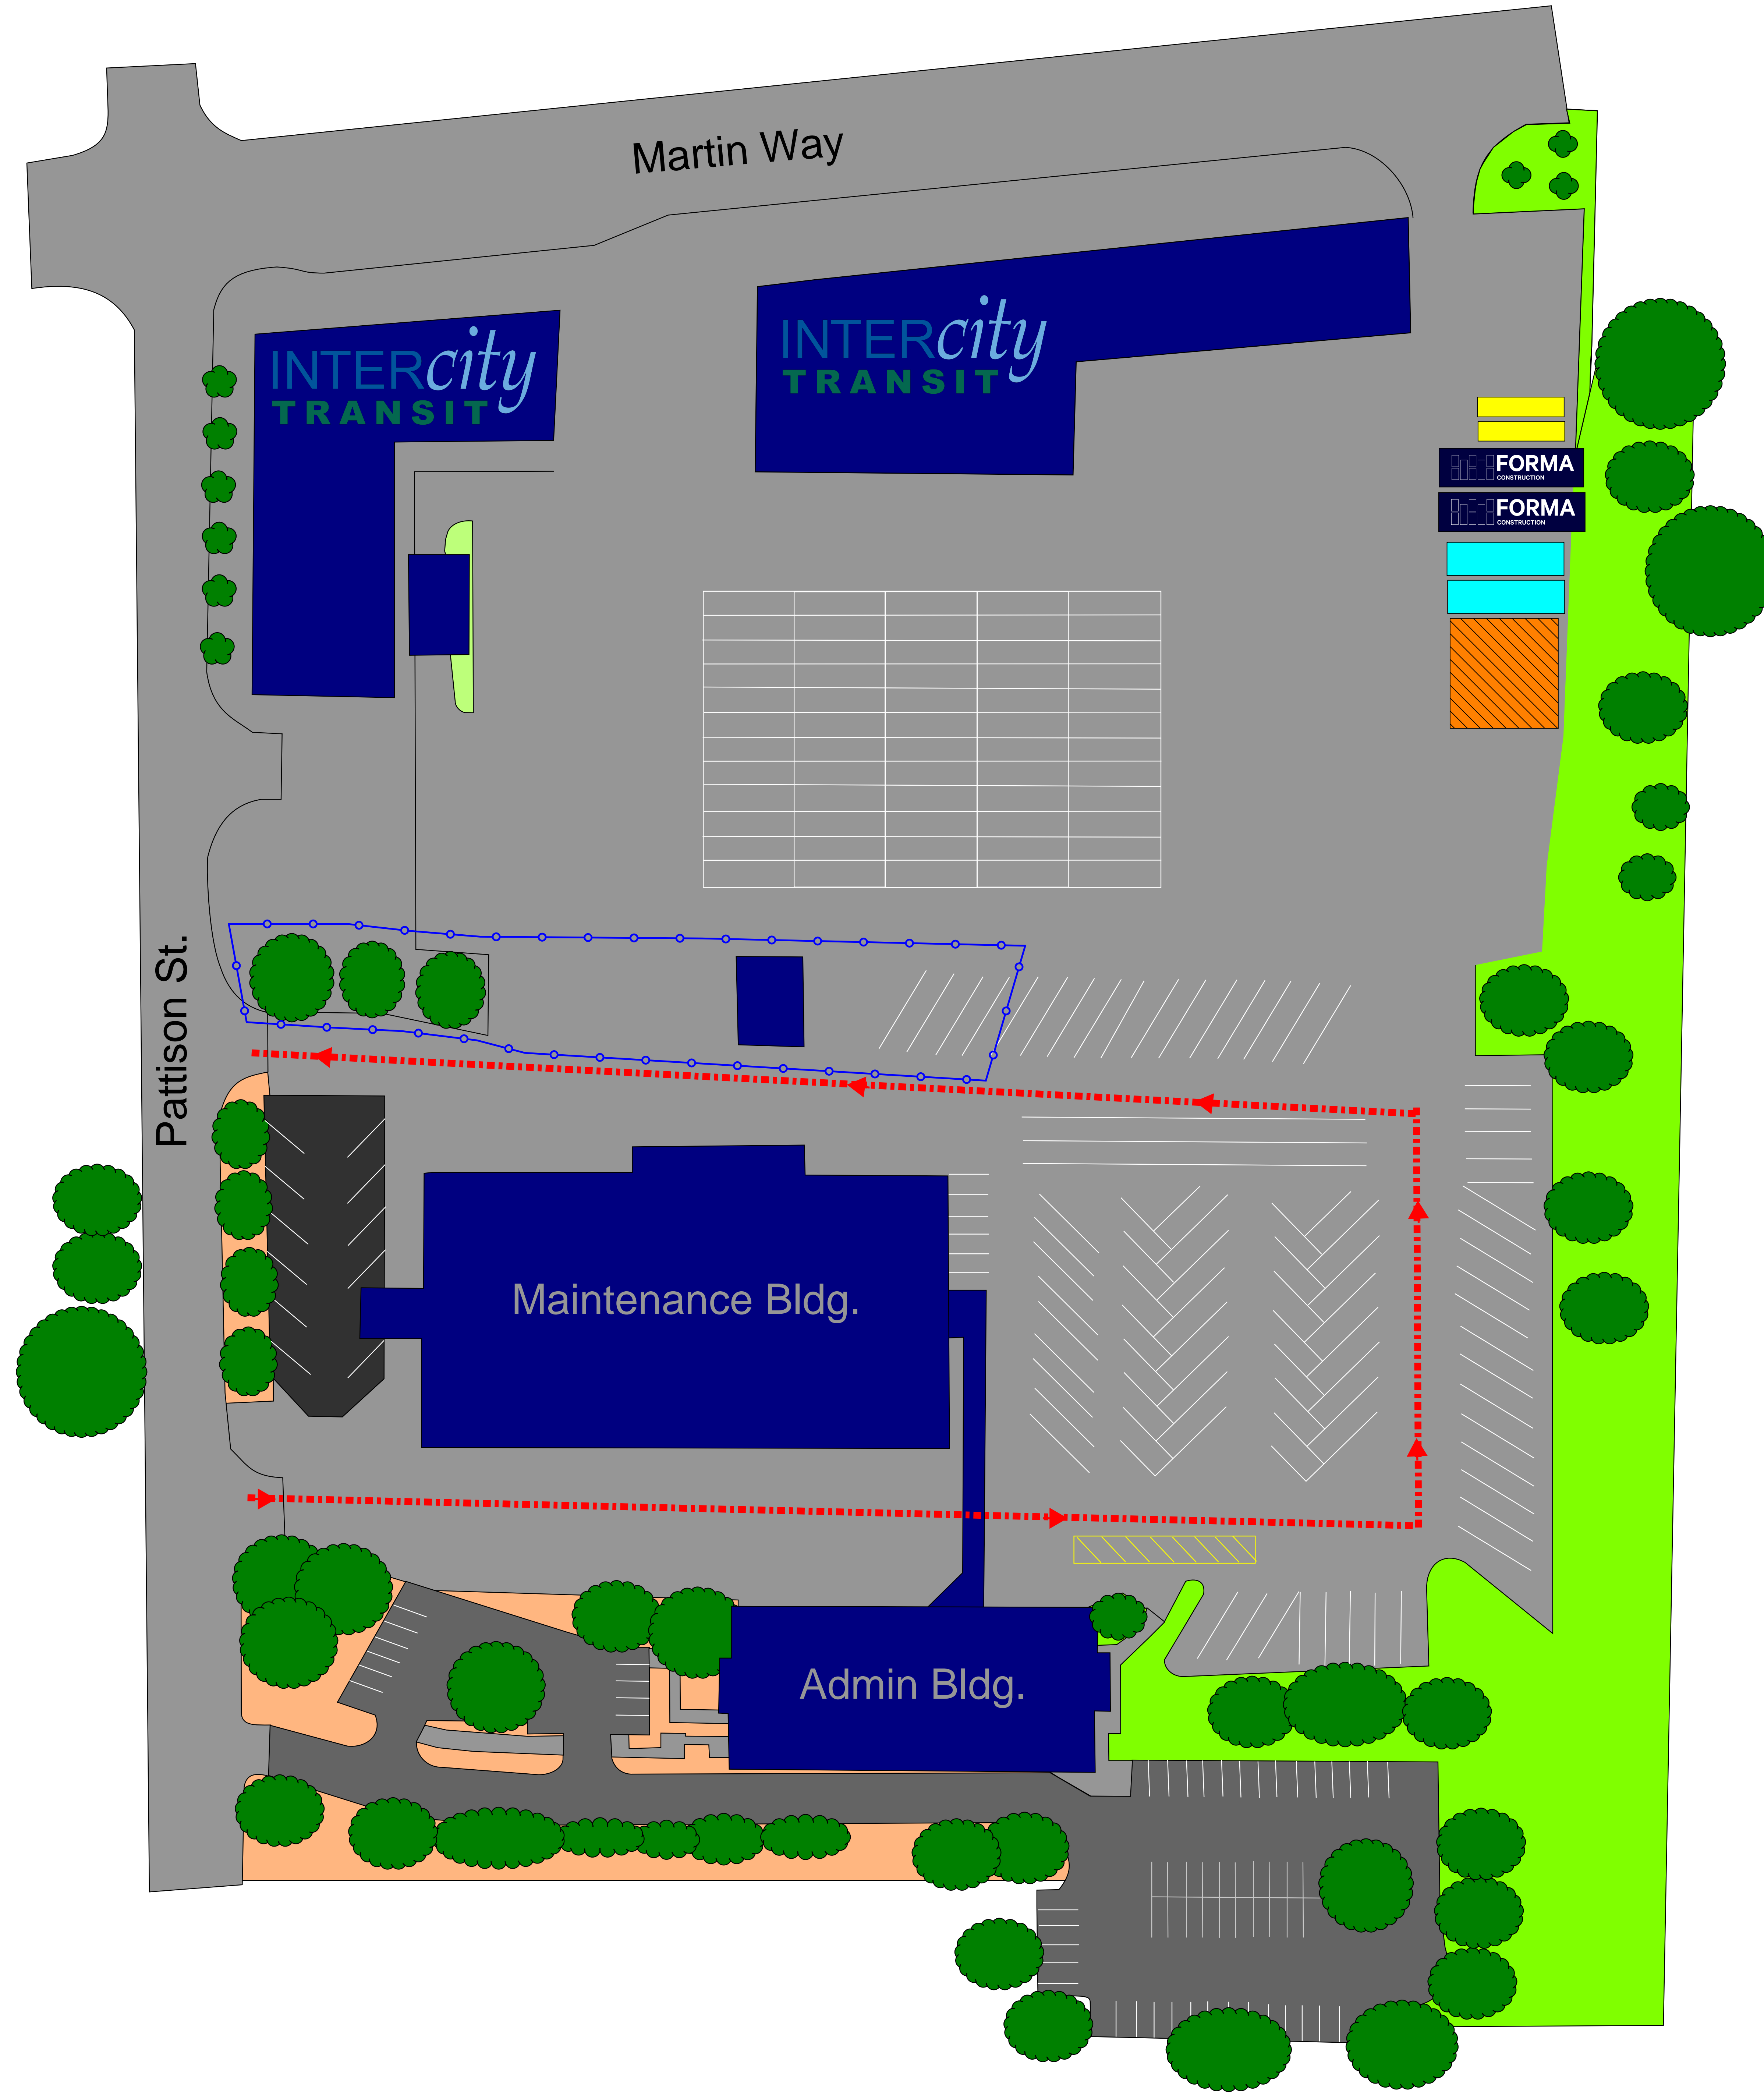 Martin Way
INTERcity
TRANSIT
INTERcity
TRANSIT
FORMA
CONSTRUCTION
FORMA
CONSTRUCTION
Pattison St.
Maintenance Bldg.
Admin Bldg.